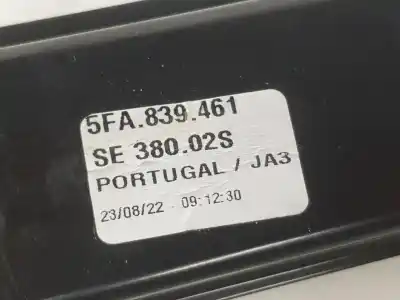 5FA.839.461
SE 380.02S
PORTUGAL / JA3
23/08/22 - 09:12:30